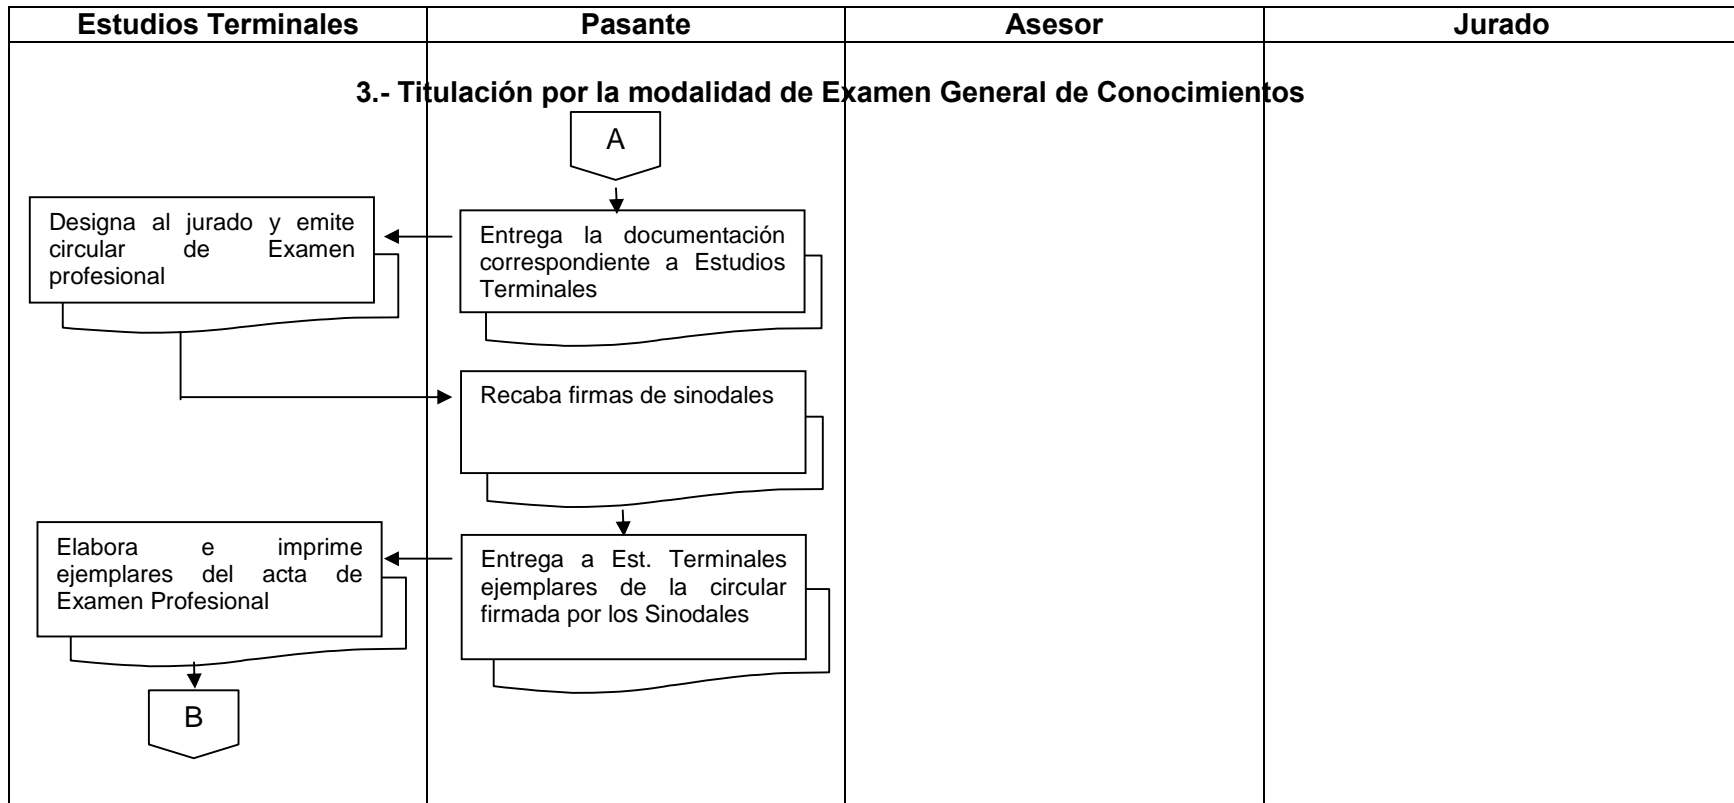 Estudios Terminales
Pasante
Asesor
Jurado
3.- Titulación por la modalidad de Examen General de Conocimientos
A
Entrega la documentación
correspondiente a Estudios
Terminales
Designa al jurado y emite
circular de Examen
profesional
Recaba firmas de sinodales
Entrega a Est. Terminales
ejemplares de la circular
firmada por los Sinodales
Elabora e imprime
ejemplares del acta de
Examen Profesional
B